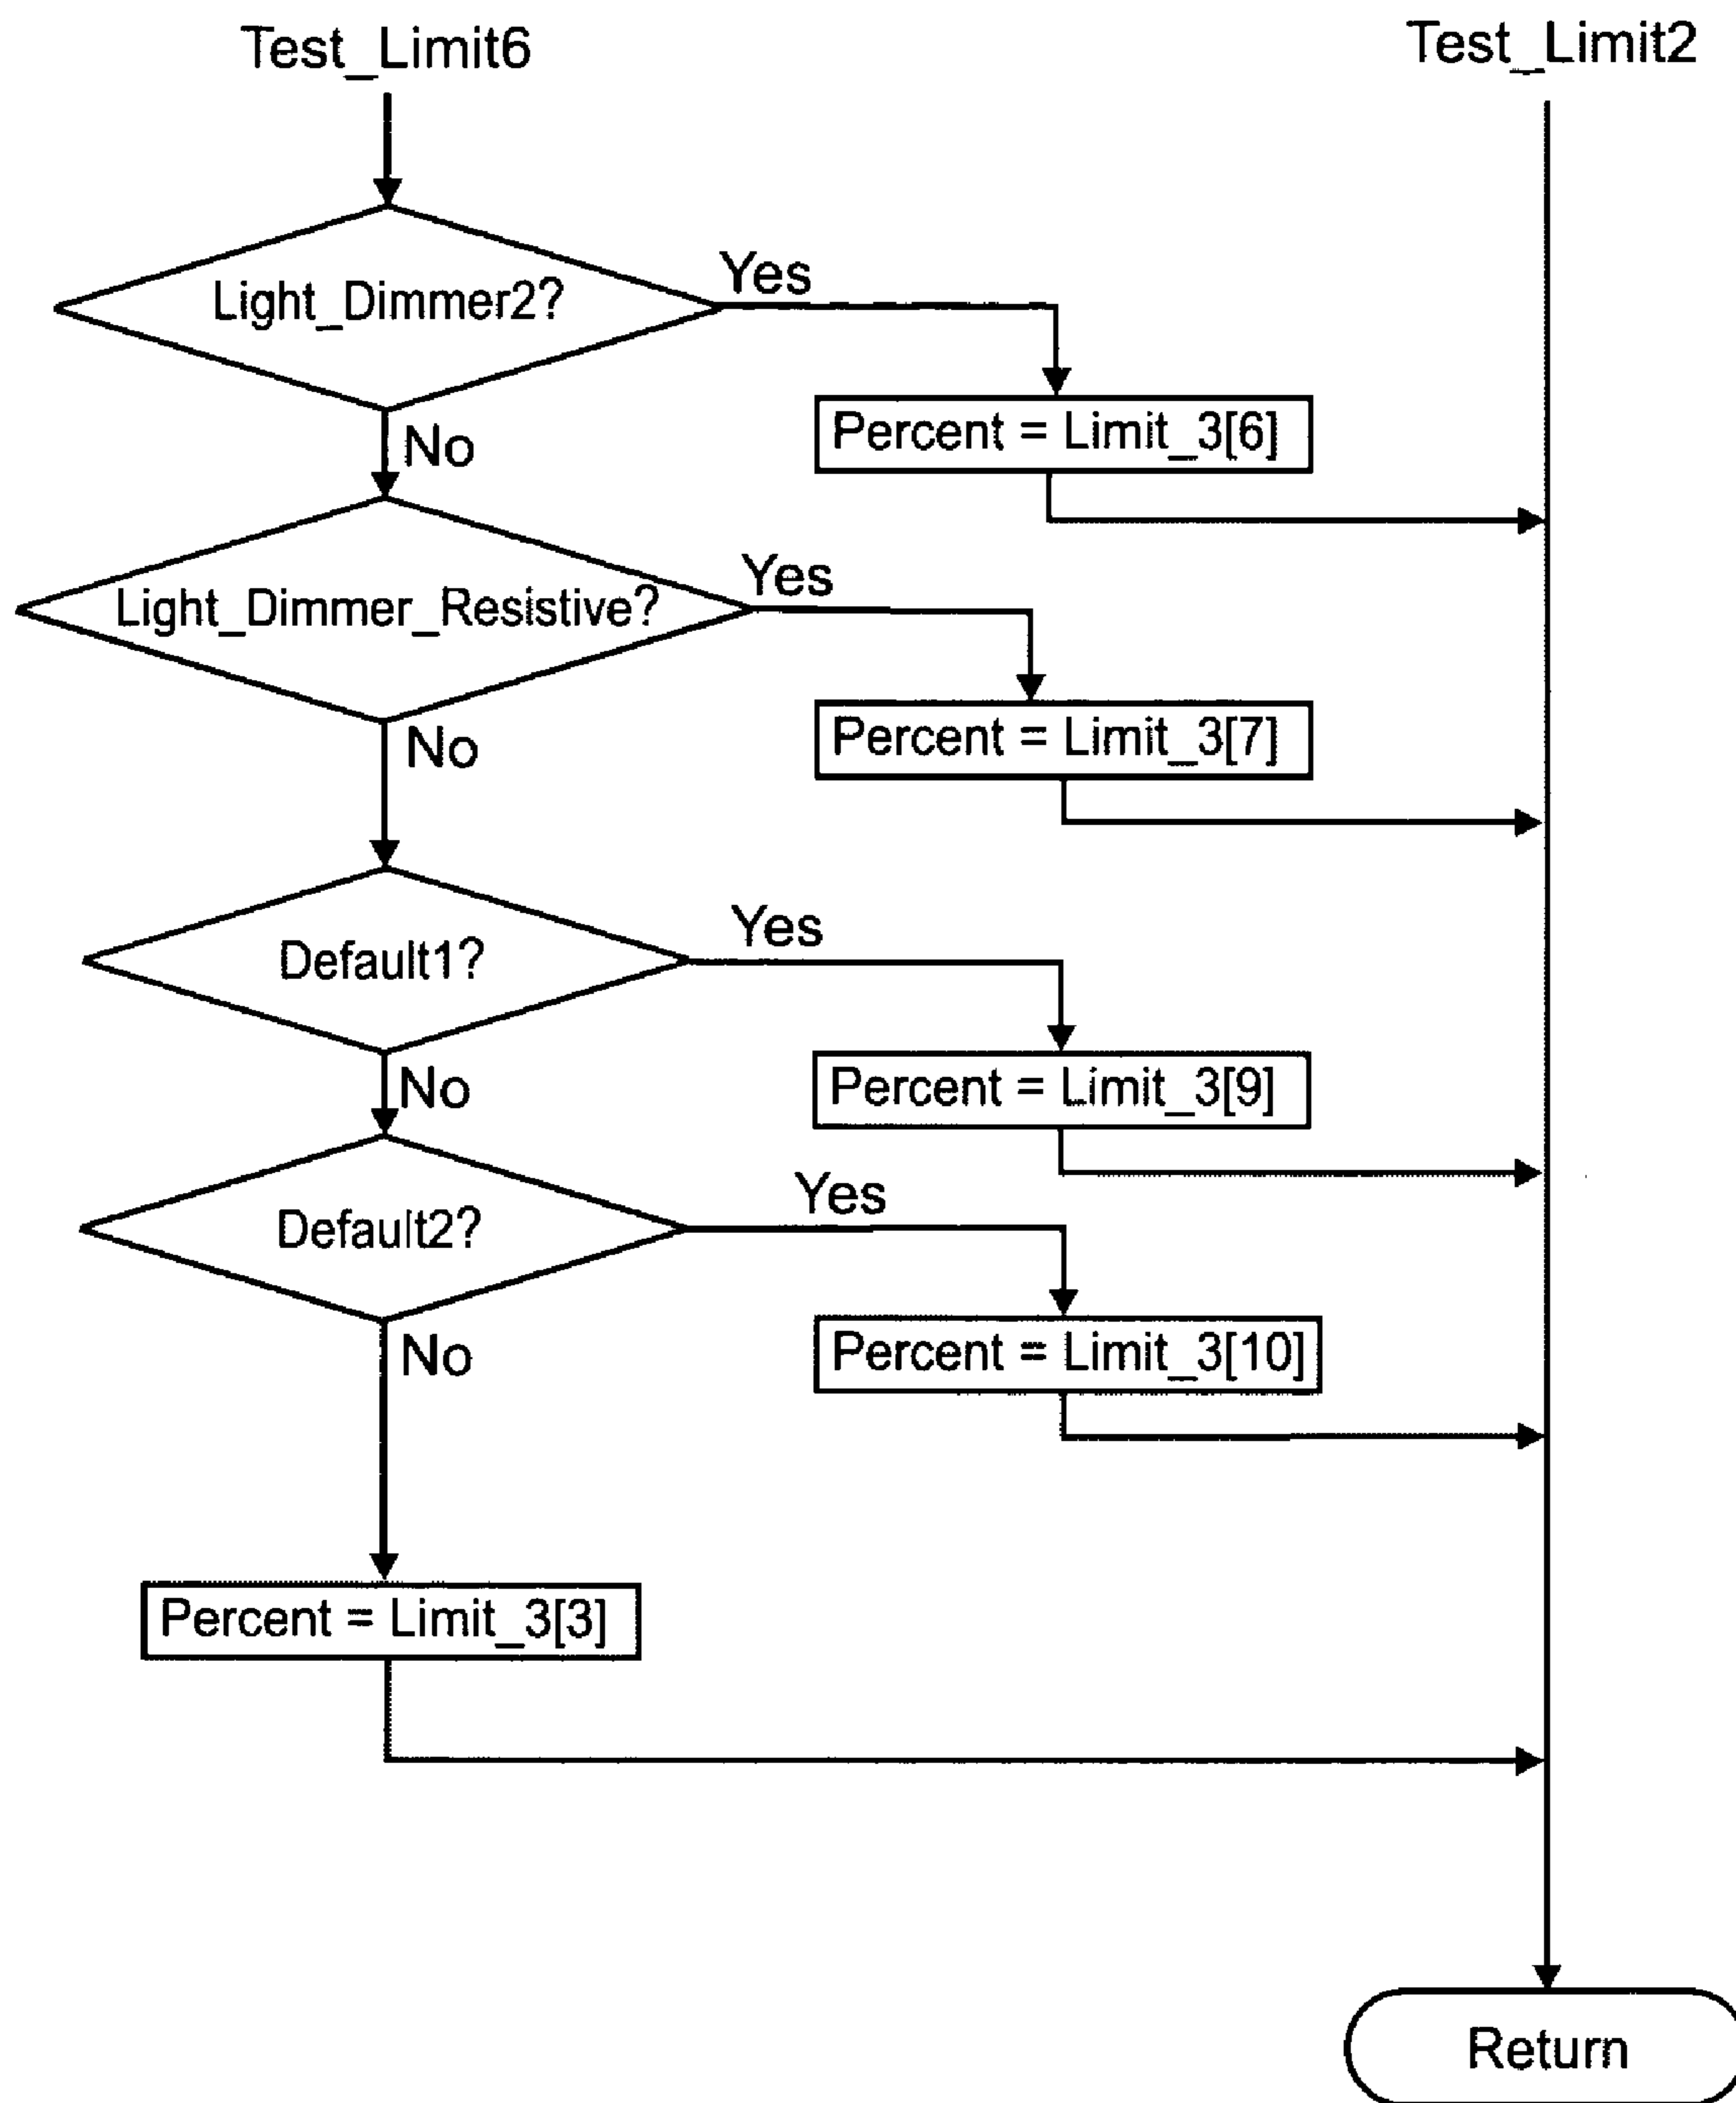 Test_Limit6
Test_Limit2
Light_Dimmer2?
Yes
Percent = Limit_3[6]
No
Light_Dimmer_Resistive?
Yes
Percent = Limit_3[7]
No
Default1?
Yes
Percent = Limit_3[9]
No
Default2?
Yes
Percent = Limit_3[10]
No
Percent = Limit_3[3]
Return